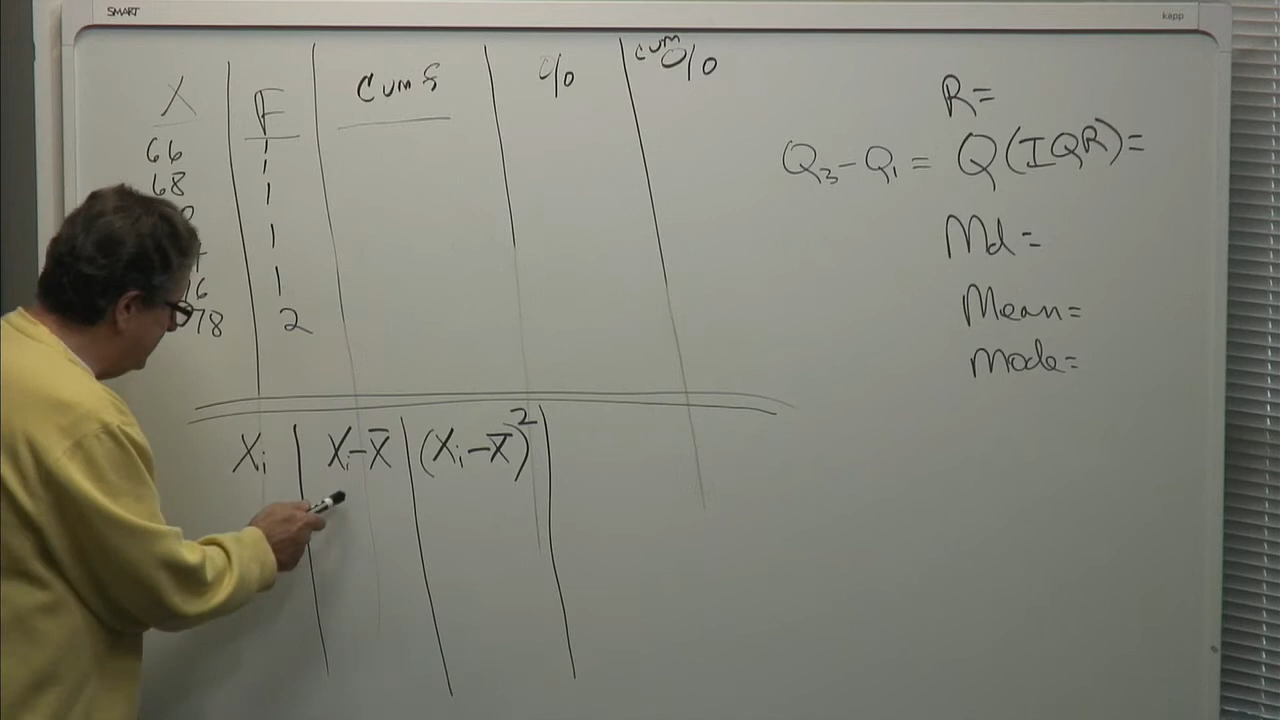 SMART
kapp
X F Cum f % cum %
66 1
68 1
1
1
78 2
R=
Q₃-Q₁ = Q(IQR)=
Md=
Mean=
Mode=
Xᵢ Xᵢ-X̄ (Xᵢ-X̄)²